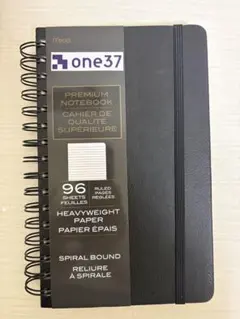 one37
PREMIUM
NOTEBOOK
CAHIER DE
QUALITÉ
SUPÉRIEURE
96
SHEETS
FEUILLES
RULED
PAGES
RÉGLÉES
HEAVYWEIGHT
PAPER
PAPIER ÉPAIS
SPIRAL BOUND
RELIURE
À SPIRALE